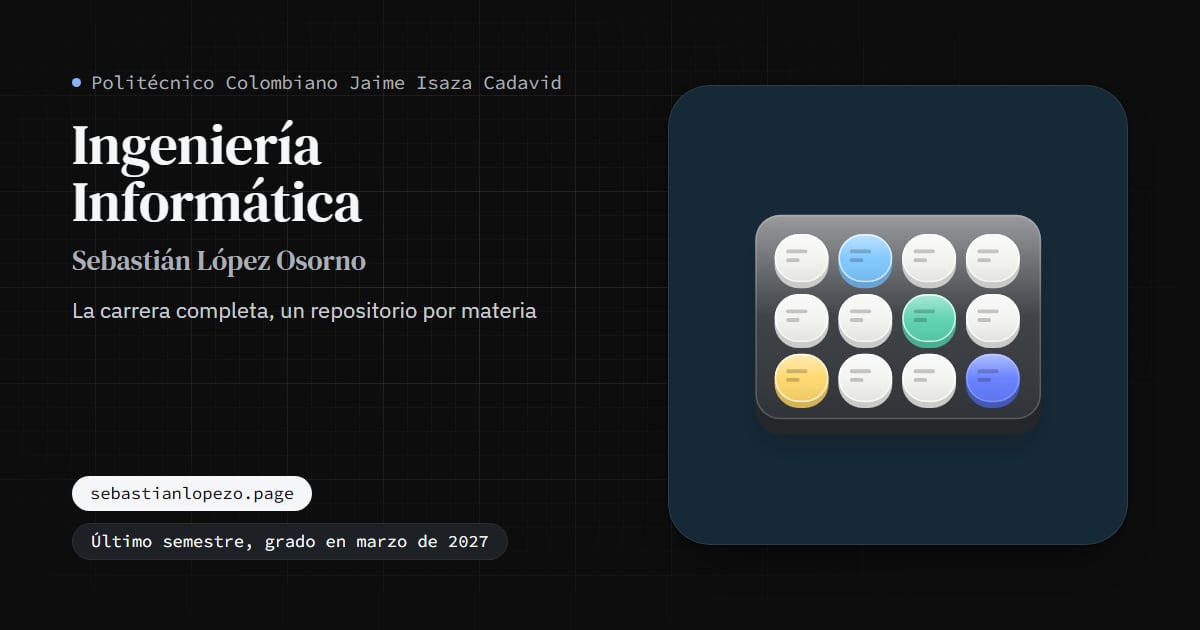 Politécnico Colombiano Jaime Isaza Cadavid
Ingeniería
Informática
Sebastián López Osorno
La carrera completa, un repositorio por materia
sebastianlopezo.page
Último semestre, grado en marzo de 2027